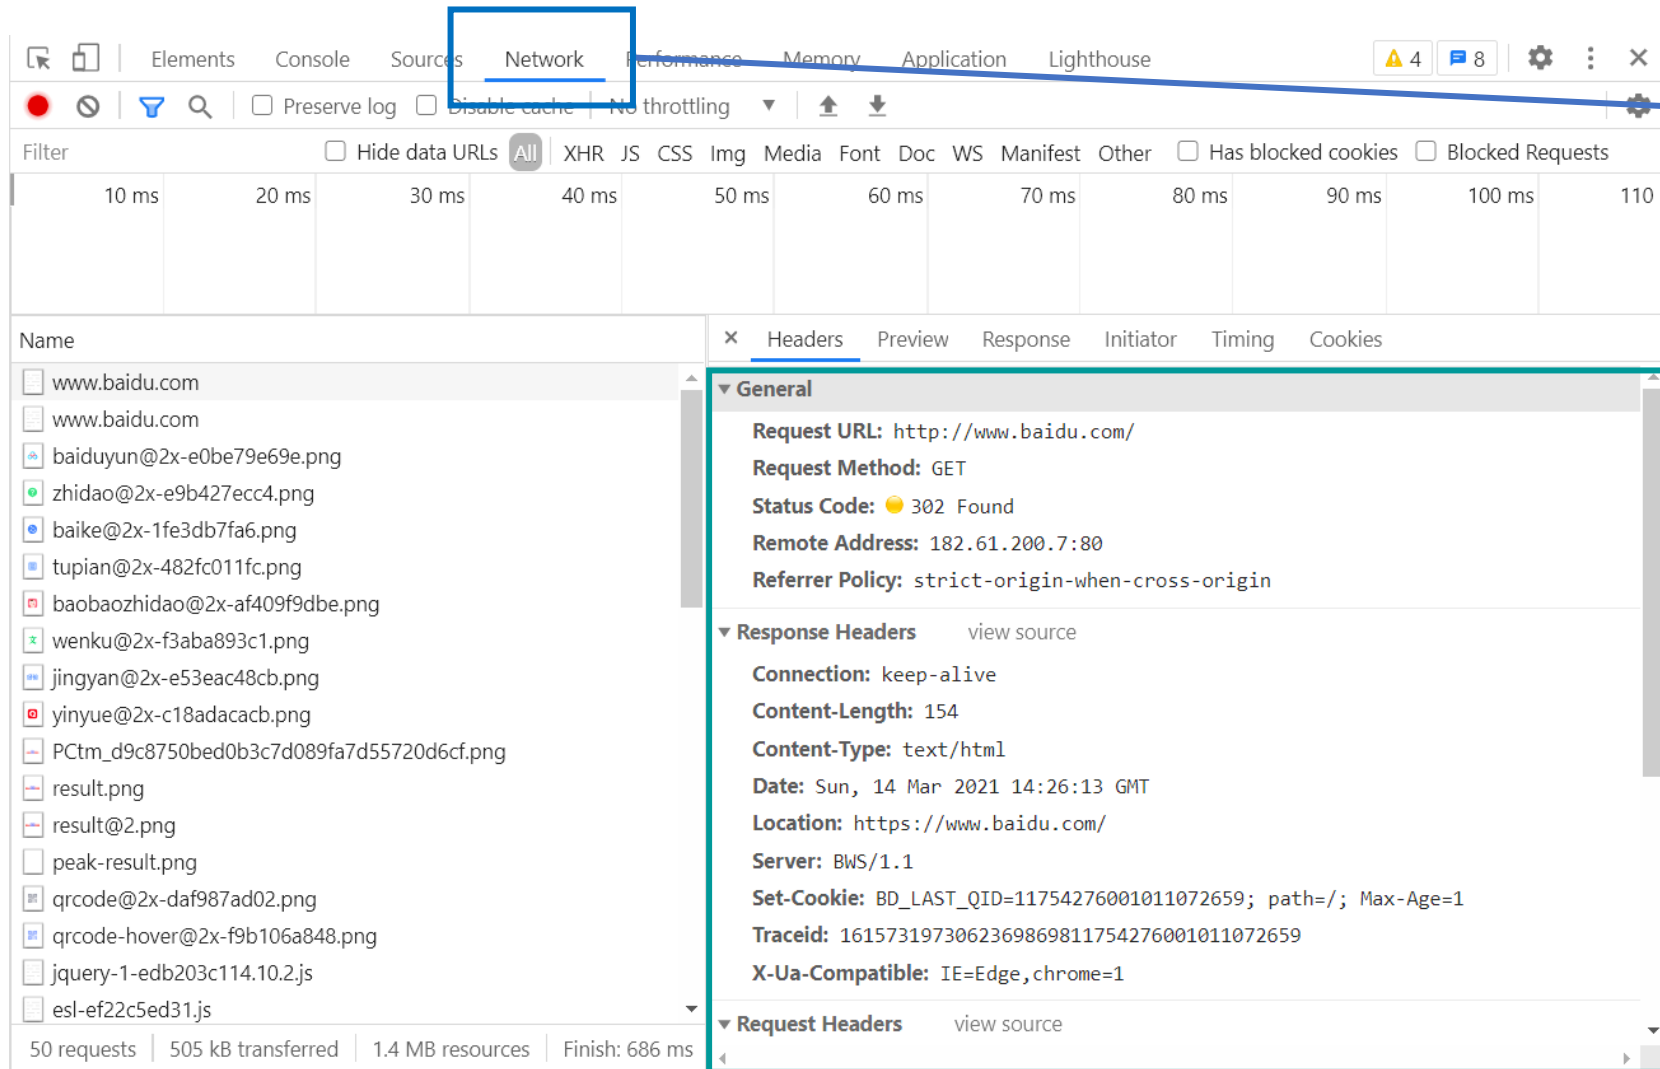 Elements Console Sources Network Performance Memory Application Lighthouse 4 8
Preserve log Disable cache No throttling
Filter Hide data URLs All XHR JS CSS Img Media Font Doc WS Manifest Other Has blocked cookies Blocked Requests
10 ms 20 ms 30 ms 40 ms 50 ms 60 ms 70 ms 80 ms 90 ms 100 ms 110
Name
www.baidu.com
www.baidu.com
baiduyun@2x-e0be79e69e.png
zhidao@2x-e9b427ecc4.png
baike@2x-1fe3db7fa6.png
tupian@2x-482fc011fc.png
baobaozhidao@2x-af409f9dbe.png
wenku@2x-f3aba893c1.png
jingyan@2x-e53eac48cb.png
yinyue@2x-c18adacacb.png
PCtm_d9c8750bed0b3c7d089fa7d55720d6cf.png
result.png
result@2.png
peak-result.png
qrcode@2x-daf987ad02.png
qrcode-hover@2x-f9b106a848.png
jquery-1-edb203c114.10.2.js
esl-ef22c5ed31.js
50 requests 505 kB transferred 1.4 MB resources Finish: 686 ms
Headers Preview Response Initiator Timing Cookies
General
Request URL: http://www.baidu.com/
Request Method: GET
Status Code: 302 Found
Remote Address: 182.61.200.7:80
Referrer Policy: strict-origin-when-cross-origin
Response Headers view source
Connection: keep-alive
Content-Length: 154
Content-Type: text/html
Date: Sun, 14 Mar 2021 14:26:13 GMT
Location: https://www.baidu.com/
Server: BWS/1.1
Set-Cookie: BD_LAST_QID=11754276001011072659; path=/; Max-Age=1
Traceid: 1615731973062369869811754276001011072659
X-Ua-Compatible: IE=Edge,chrome=1
Request Headers view source